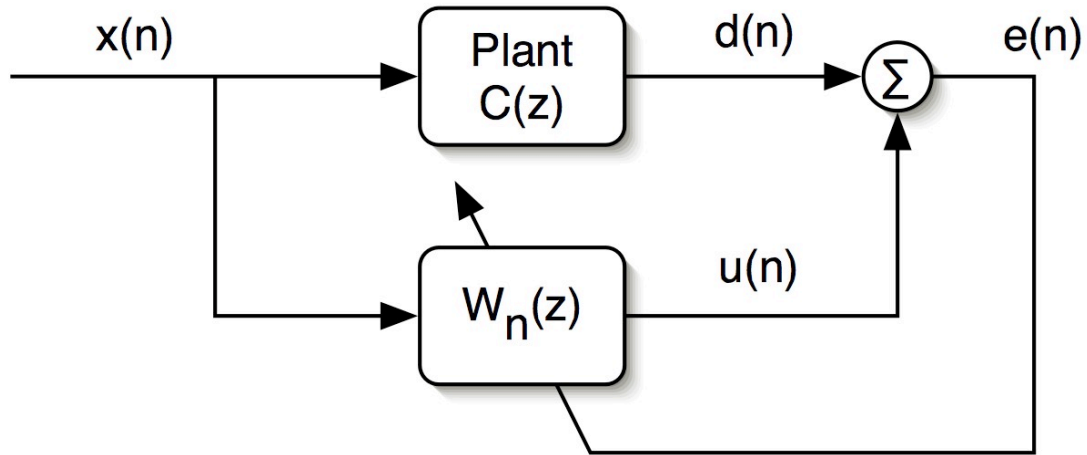 x(n)
Plant
C(z)
d(n)
Σ
e(n)
Wn(z)
u(n)